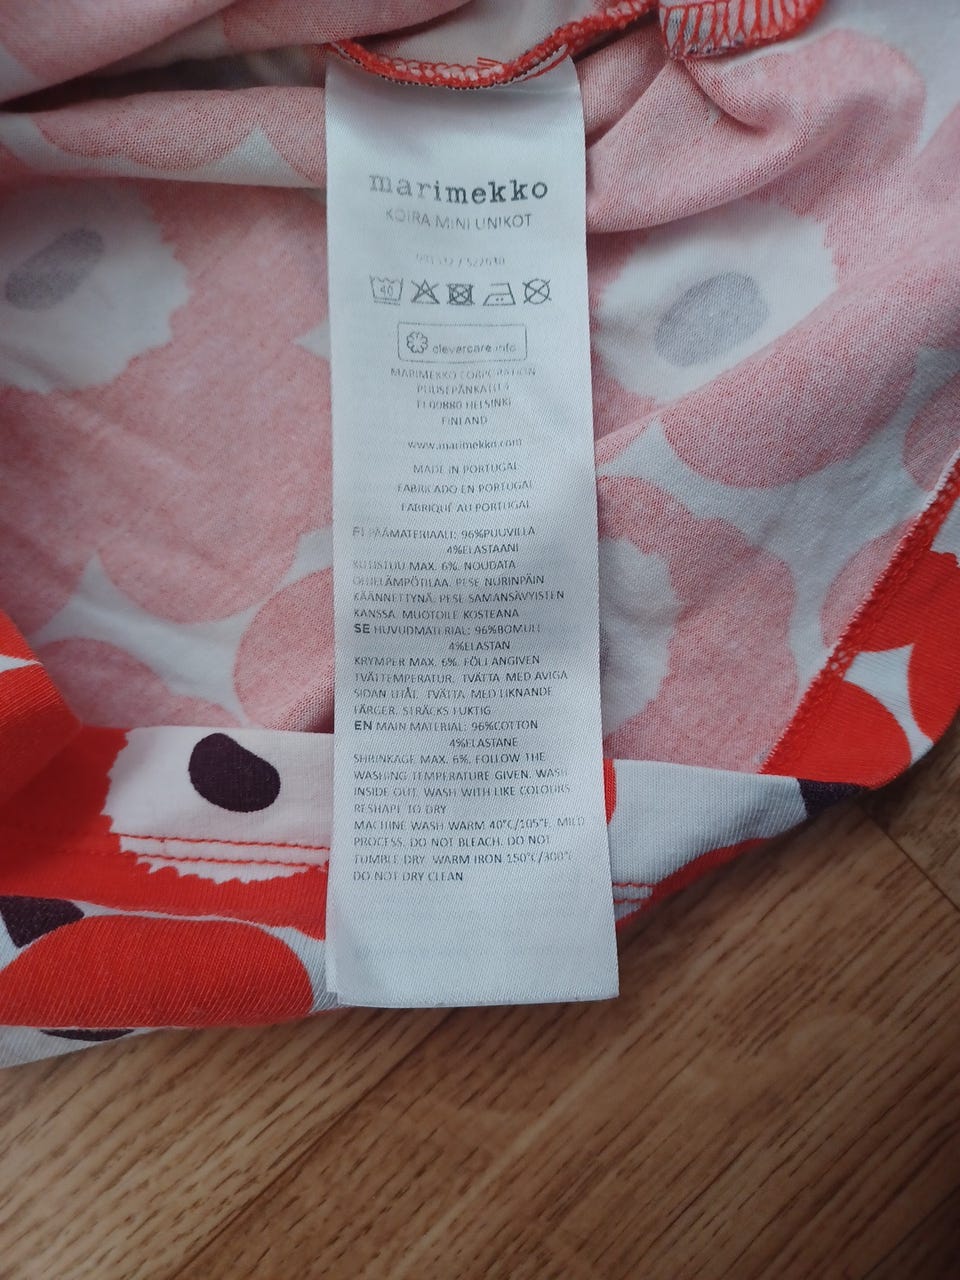 marimekko
KOIRA MINI UNIKOT
/ 522630
40
clevercare.info
MARIMEKKO CORPORATION
PUUSEPÄNKATU 4
FI 00880 HELSINKI
FINLAND
www.marimekko.com
MADE IN PORTUGAL
FABRICADO EN PORTUGAL
FABRIQUÉ AU PORTUGAL
FI PÄÄMATERIAALI: 96%PUUVILLA
4%ELASTAANI
KUTISTUU MAX. 6%. NOUDATA
OHJELÄMPÖTILAA. PESE NURINPÄIN
KÄÄNNETTYNÄ. PESE SAMANSÄVYISTEN
KANSSA. MUOTOILE KOSTEANA
SE HUVUDMATERIAL: 96%BOMULL
4%ELASTAN
KRYMPER MAX. 6%. FÖLJ ANGIVEN
TVÄTTEMPERATUR. TVÄTTA MED AVIGA
SIDAN UTÅT. TVÄTTA MED LIKNANDE
FÄRGER. STRÄCKS FUKTIG
EN MAIN MATERIAL: 96%COTTON
4%ELASTANE
SHRINKAGE MAX. 6%. FOLLOW THE
WASHING TEMPERATURE GIVEN. WASH
INSIDE OUT. WASH WITH LIKE COLOURS.
RESHAPE TO DRY
MACHINE WASH WARM 40°C/105°F. MILD
PROCESS. DO NOT BLEACH. DO NOT
TUMBLE DRY. WARM IRON 150°C/300°
DO NOT DRY CLEAN